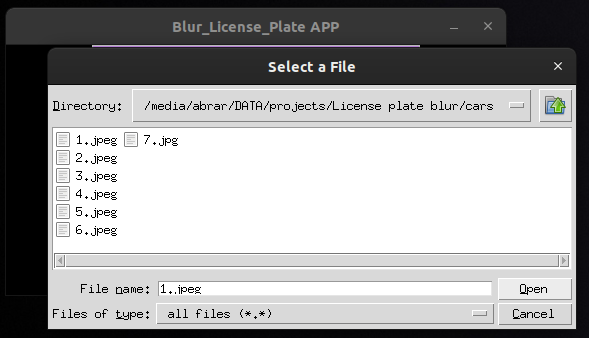 Blur_License_Plate APP
Select a File
Directory: /media/abrar/DATA/projects/License plate blur/cars
1.jpeg 7.jpg
2.jpeg
3.jpeg
4.jpeg
5.jpeg
6.jpeg
File name: 1.jpeg Open
Files of type: all files (*.*) Cancel